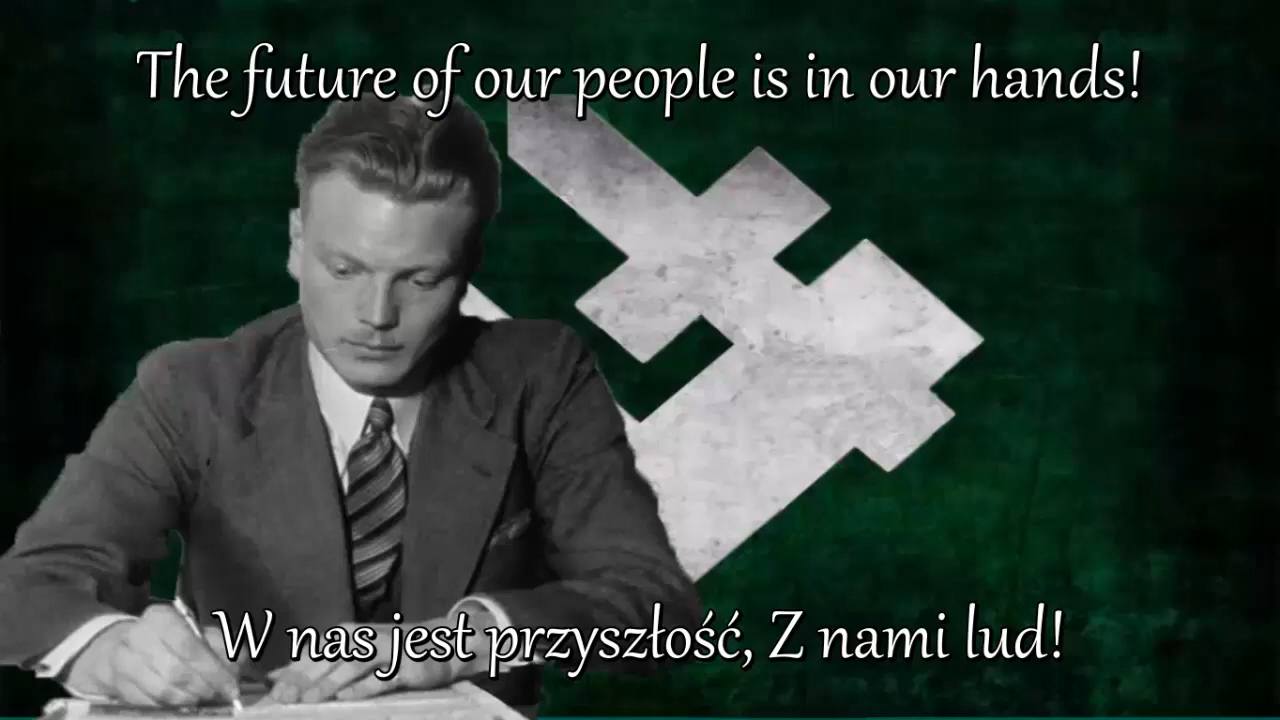 The future of our people is in our hands!
W nas jest przyszłość, Z nami lud!